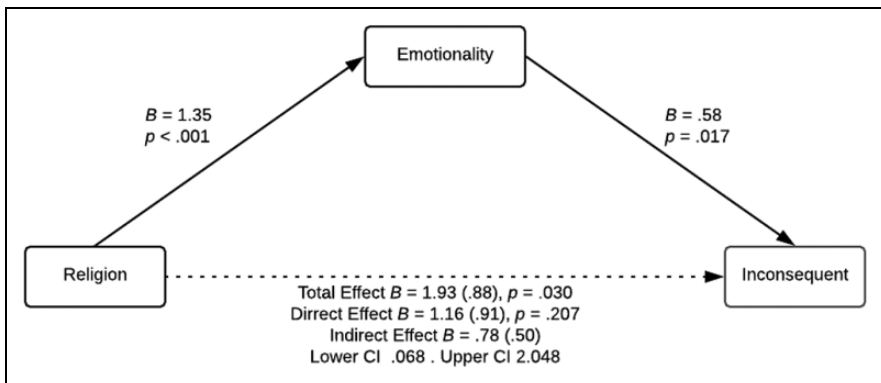 Emotionality
B = 1.35
p < .001
B = .58
p = .017
Religion
Inconsequent
Total Effect B = 1.93 (.88), p = .030
Dirrect Effect B = 1.16 (.91), p = .207
Indirect Effect B = .78 (.50)
Lower CI .068 . Upper CI 2.048